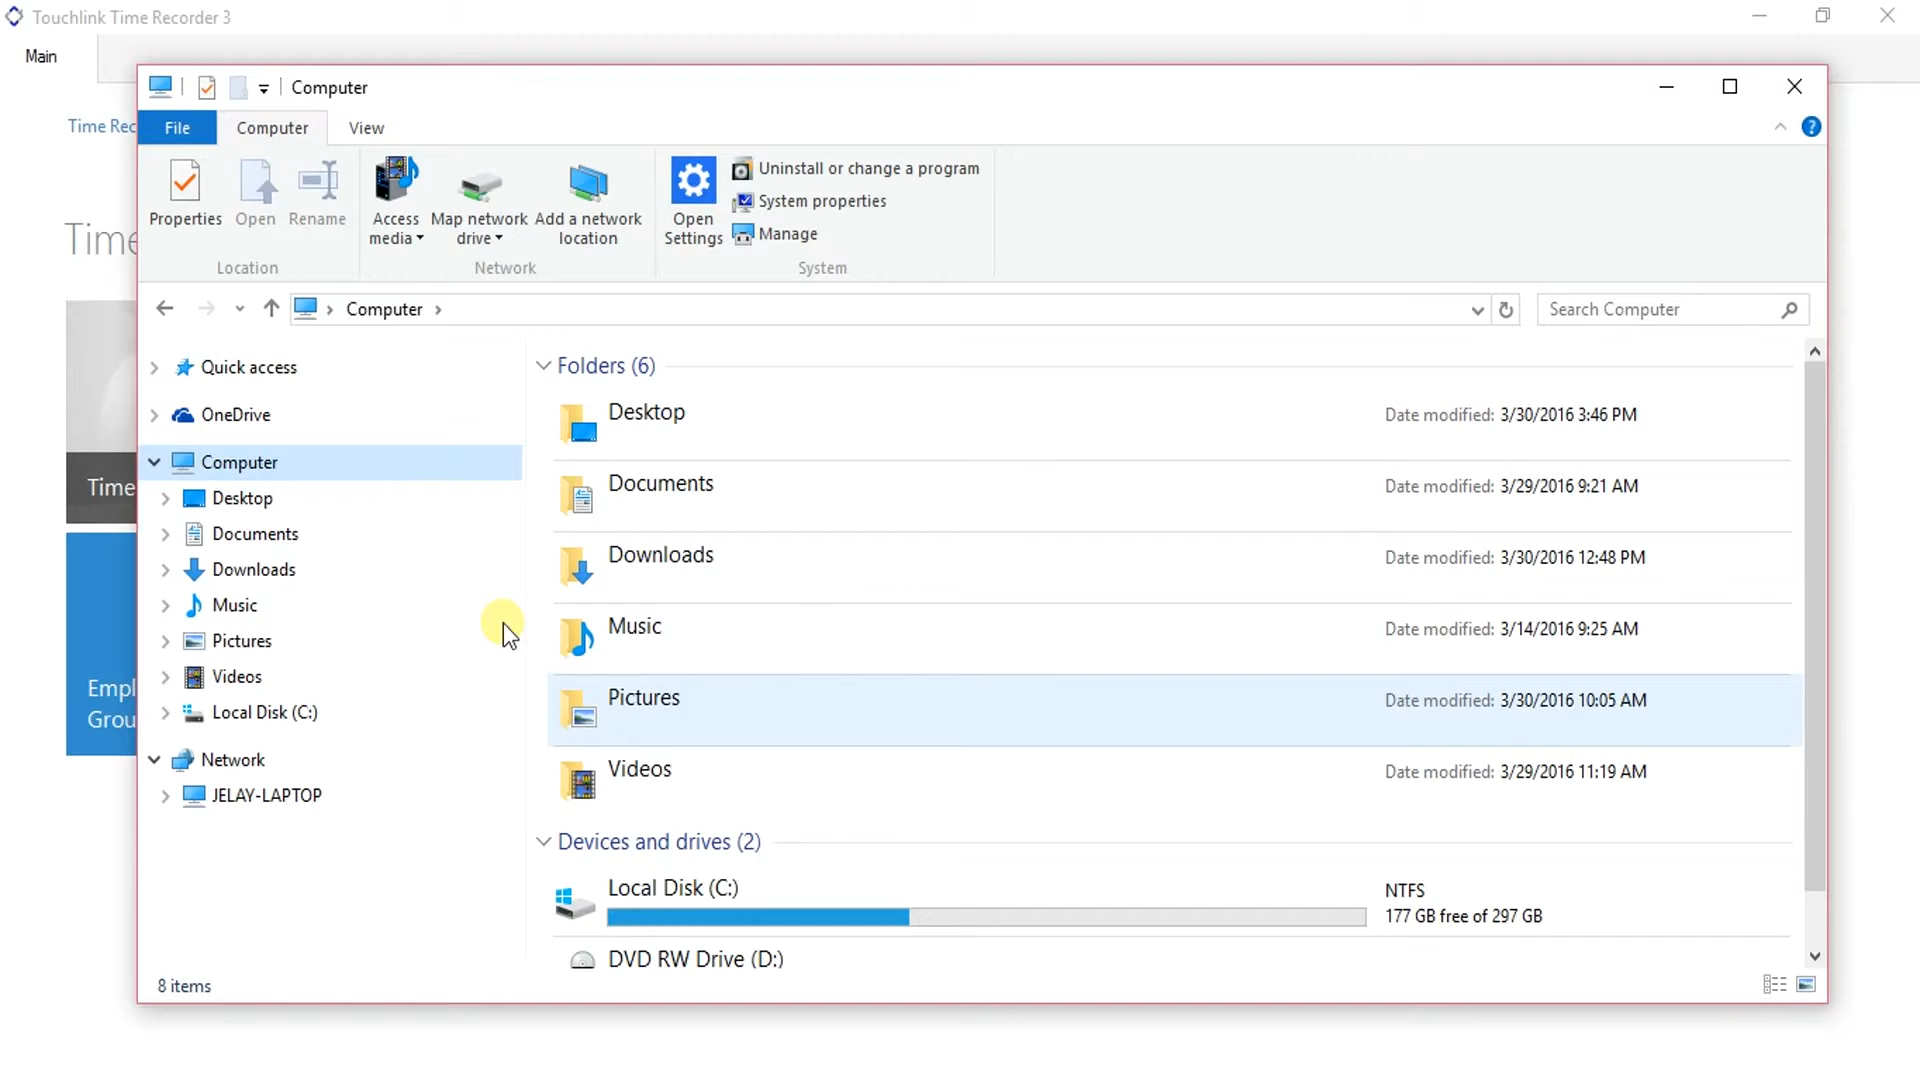 Touchlink Time Recorder 3
Main
Computer
File
Computer
View
Time Rec
Properties
Open
Rename
Access media
Map network drive
Add a network location
Open Settings
Uninstall or change a program
System properties
Manage
Location
Network
System
Time
Computer
Search Computer
Quick access
OneDrive
Computer
Desktop
Documents
Downloads
Music
Pictures
Videos
Local Disk (C:)
Network
JELAY-LAPTOP
Time
Empl
Grou
Folders (6)
Desktop
Date modified: 3/30/2016 3:46 PM
Documents
Date modified: 3/29/2016 9:21 AM
Downloads
Date modified: 3/30/2016 12:48 PM
Music
Date modified: 3/14/2016 9:25 AM
Pictures
Date modified: 3/30/2016 10:05 AM
Videos
Date modified: 3/29/2016 11:19 AM
Devices and drives (2)
Local Disk (C:)
NTFS
177 GB free of 297 GB
DVD RW Drive (D:)
8 items